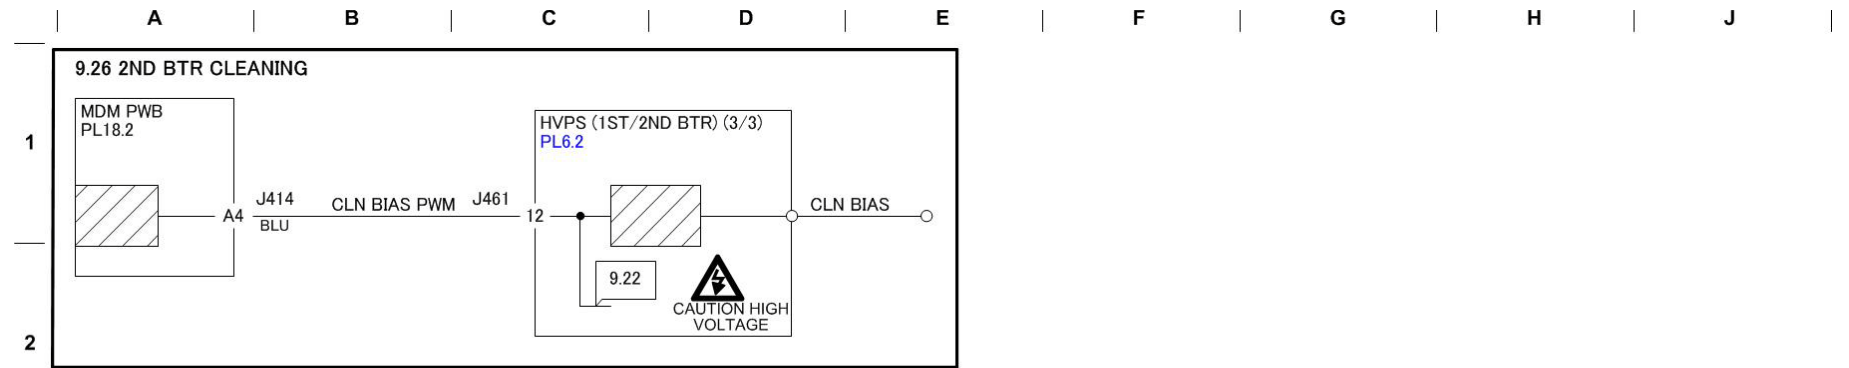 A B C D E F G H J
9.26 2ND BTR CLEANING
MDM PWB
PL18.2
HVPS (1ST/2ND BTR) (3/3)
PL6.2
1
J414
CLN BIAS PWM
J461
CLN BIAS
A4
12
BLU
9.22
CAUTION HIGH
VOLTAGE
2